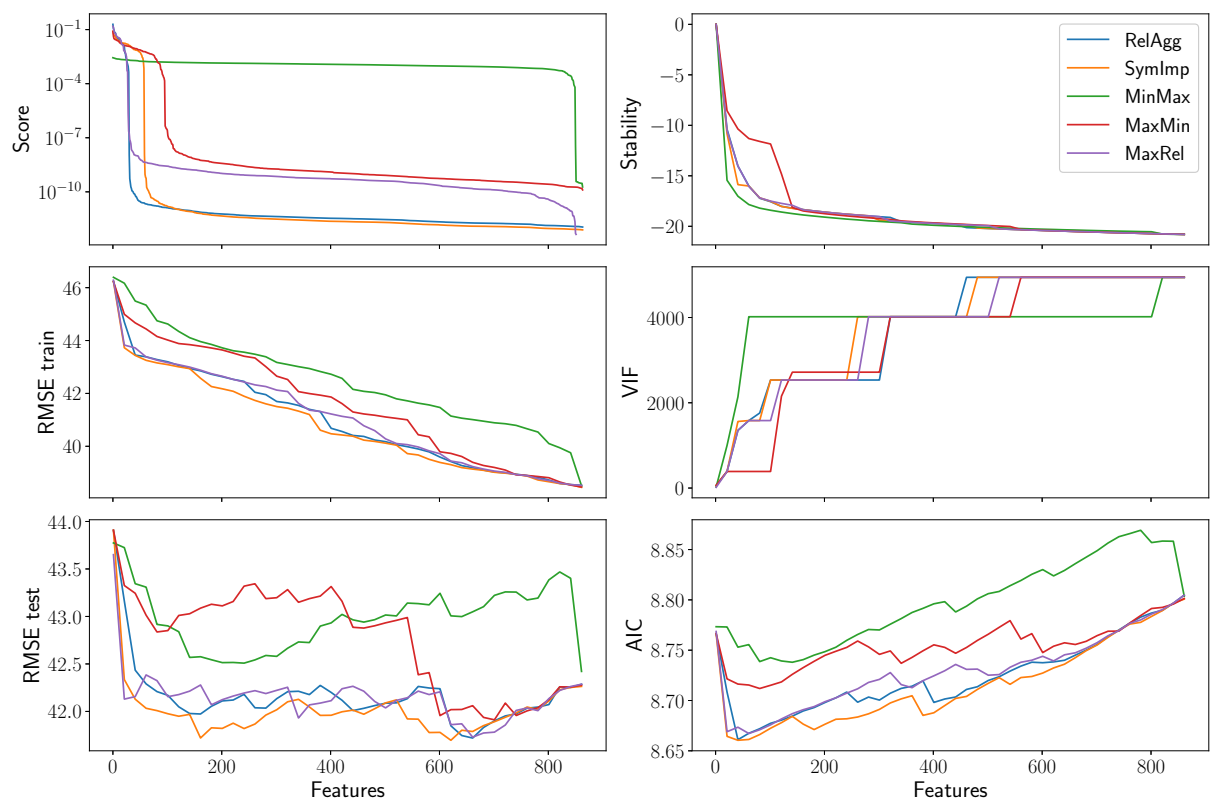 Score
10⁻¹
10⁻⁴
10⁻⁷
10⁻¹⁰
Stability
0
−5
−10
−15
−20
RelAgg
SymImp
MinMax
MaxMin
MaxRel
RMSE train
46
44
42
40
VIF
4000
2000
0
RMSE test
44.0
43.5
43.0
42.5
42.0
0
200
400
600
800
Features
AIC
8.85
8.80
8.75
8.70
8.65
0
200
400
600
800
Features